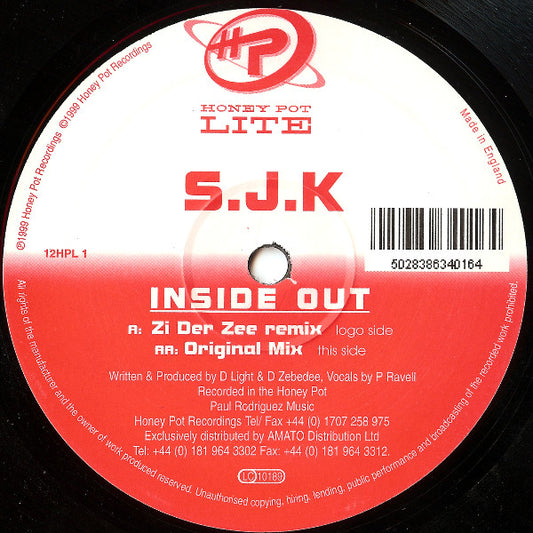 HP
HONEY POT
LITE
S.J.K
12HPL 1
5028386340164
INSIDE OUT
A: Zi Der Zee remix logo side
AA: Original Mix this side
Written & Produced by D Light & D Zebedee, Vocals by P Raveli
Recorded in the Honey Pot
Paul Rodriguez Music
Honey Pot Recordings Tel/ Fax +44 (0) 1707 258 975
Exclusively distributed by AMATO Distribution Ltd
Tel: +44 (0) 181 964 3302 Fax: +44 (0) 181 964 3312.
LC 10189
℗1999 Honey Pot Recordings ©1999 Honey Pot Recordings
Made in England
All rights of the manufacturer and the owner of work produced reserved. Unauthorised copying, hiring, lending, public performance and broadcasting of the recorded work prohibited.